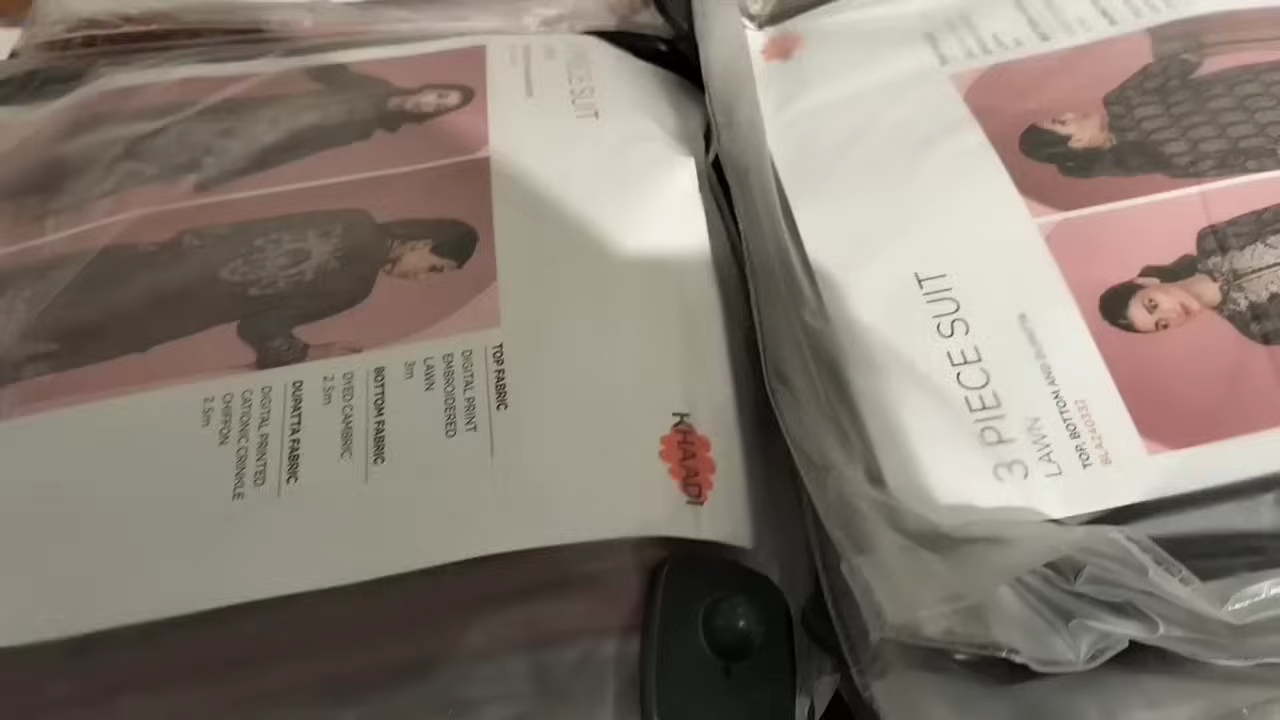 TOP FABRIC
DIGITAL PRINT
EMBROIDERED
LAWN
3m
BOTTOM FABRIC
DYED CAMBRIC
2.5m
DUPATTA FABRIC
DIGITAL PRINTED
CATIONIC CRINKLE
CHIFFON
2.5m
KHAADI
SUIT
3 PIECE SUIT
LAWN
TOP, BOTTOM AND DUPATTA
BLA240332